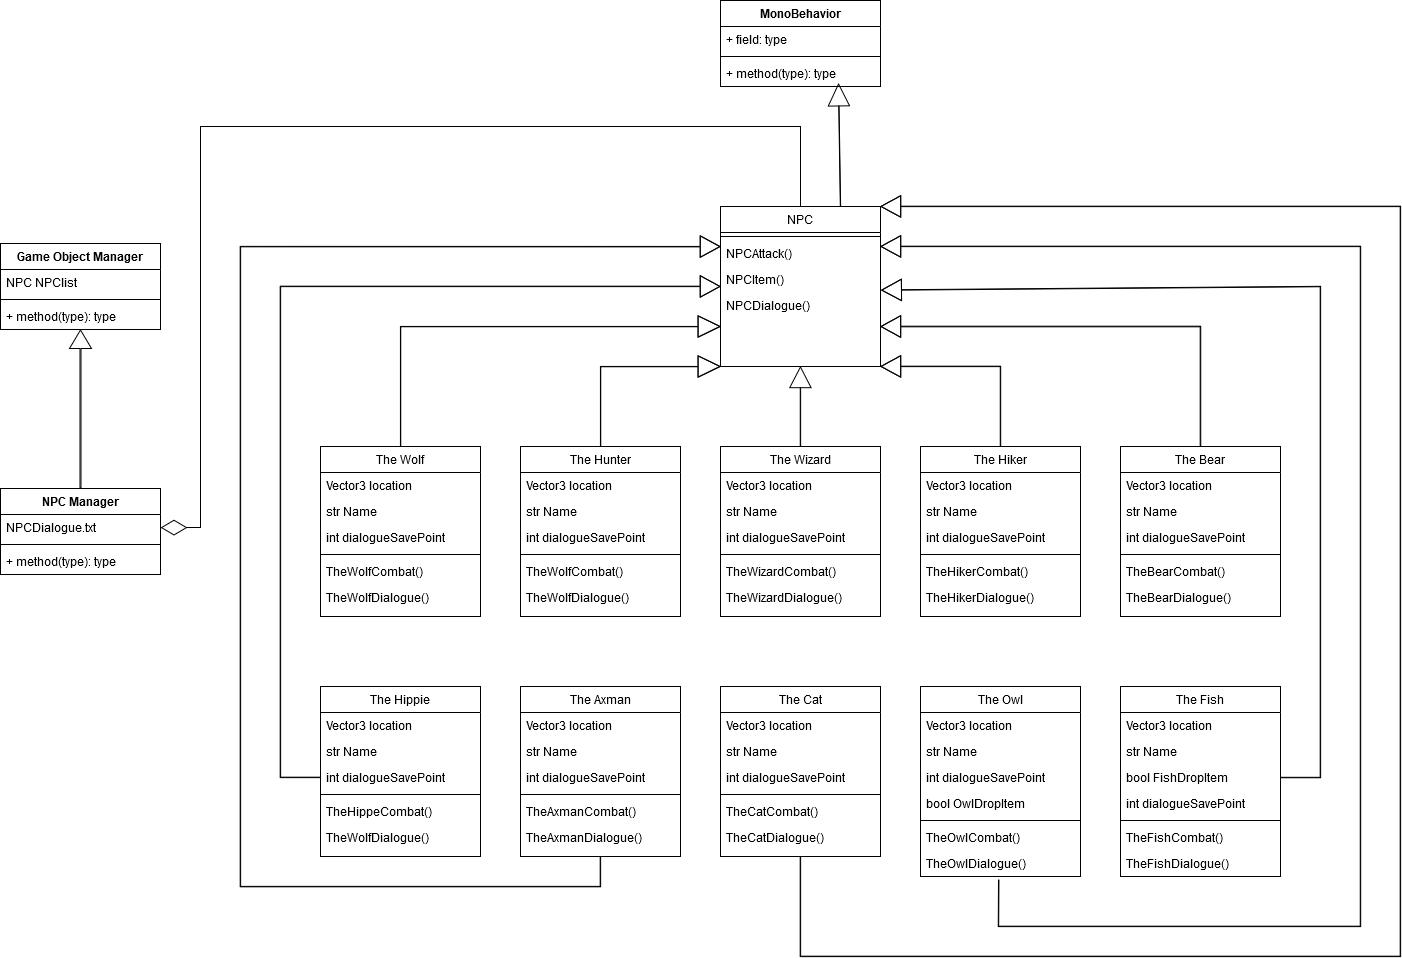 MonoBehavior
+ field: type
+ method(type): type
NPC
NPCAttack()
NPCItem()
NPCDialogue()
Game Object Manager
NPC NPClist
+ method(type): type
NPC Manager
NPCDialogue.txt
+ method(type): type
The Wolf
Vector3 location
str Name
int dialogueSavePoint
TheWolfCombat()
TheWolfDialogue()
The Hunter
Vector3 location
str Name
int dialogueSavePoint
TheWolfCombat()
TheWolfDialogue()
The Wizard
Vector3 location
str Name
int dialogueSavePoint
TheWizardCombat()
TheWizardDialogue()
The Hiker
Vector3 location
str Name
int dialogueSavePoint
TheHikerCombat()
TheHikerDialogue()
The Bear
Vector3 location
str Name
int dialogueSavePoint
TheBearCombat()
TheBearDialogue()
The Hippie
Vector3 location
str Name
int dialogueSavePoint
TheHippeCombat()
TheWolfDialogue()
The Axman
Vector3 location
str Name
int dialogueSavePoint
TheAxmanCombat()
TheAxmanDialogue()
The Cat
Vector3 location
str Name
int dialogueSavePoint
TheCatCombat()
TheCatDialogue()
The Owl
Vector3 location
str Name
int dialogueSavePoint
bool OwlDropItem
TheOwlCombat()
TheOwlDialogue()
The Fish
Vector3 location
str Name
bool FishDropItem
int dialogueSavePoint
TheFishCombat()
TheFishDialogue()